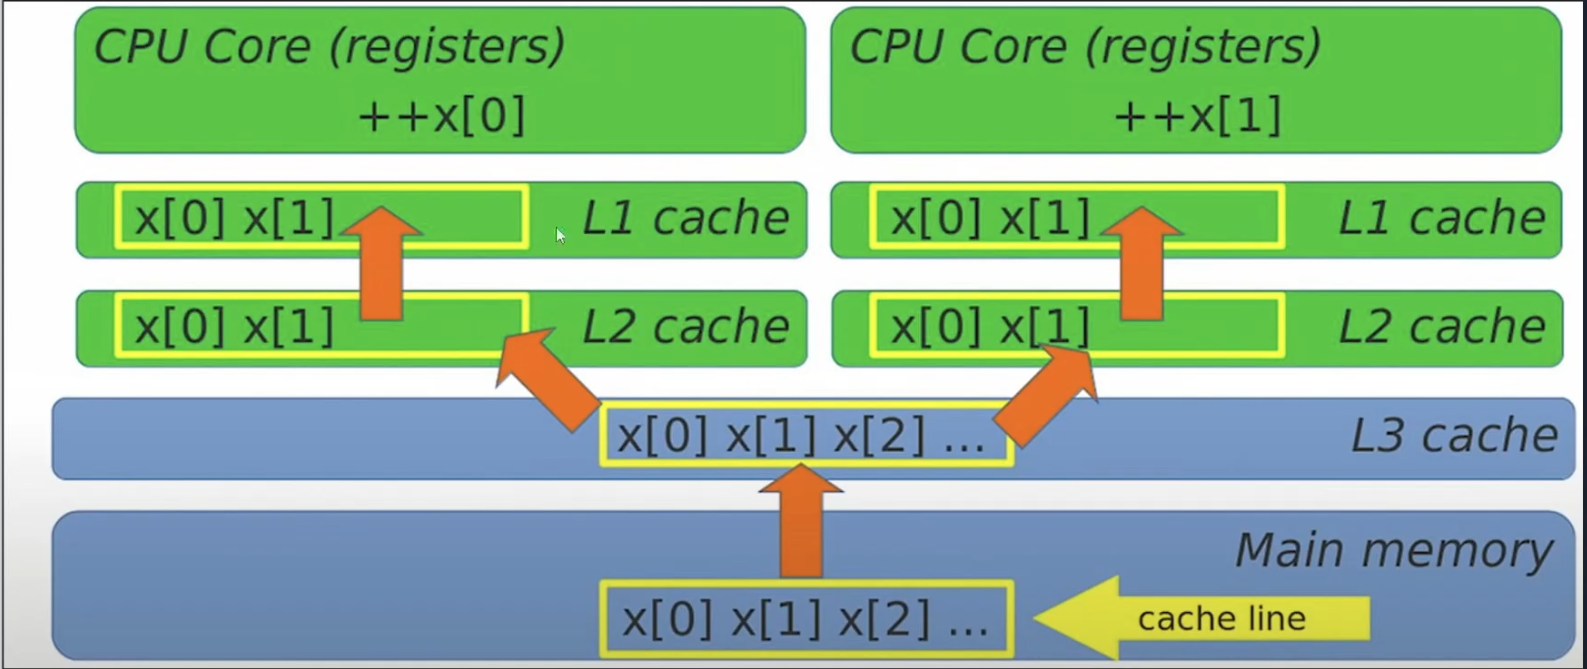 CPU Core (registers)
++x[0]
CPU Core (registers)
++x[1]
x[0] x[1]
L1 cache
x[0] x[1]
L1 cache
x[0] x[1]
L2 cache
x[0] x[1]
L2 cache
x[0] x[1] x[2] ...
L3 cache
Main memory
x[0] x[1] x[2] ...
cache line